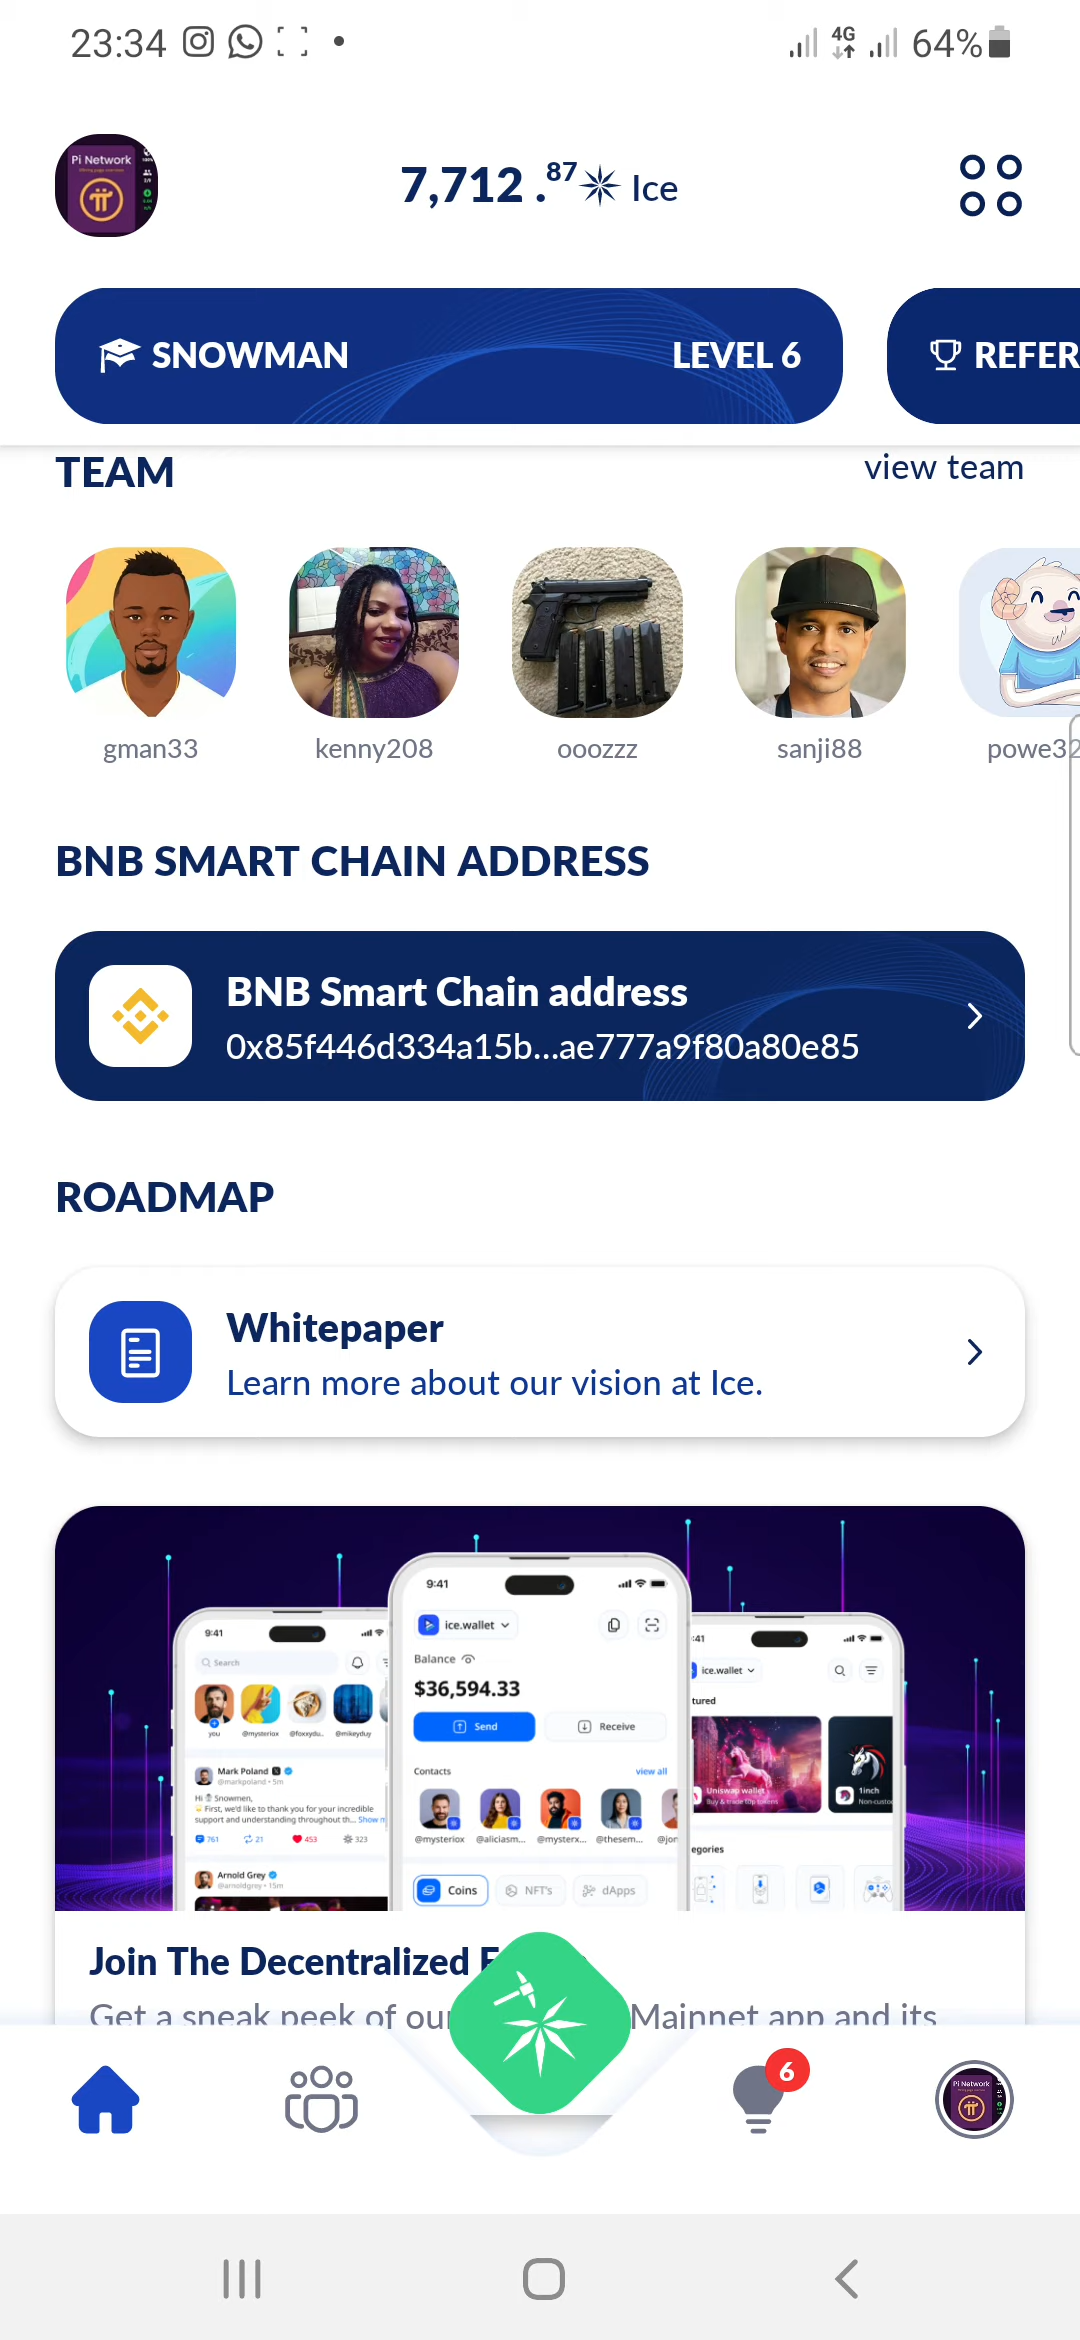 23:34
4G
64%
Pi Network
7,712 .87 Ice
SNOWMAN
LEVEL 6
REFER
TEAM
view team
gman33
kenny208
ooozzz
sanji88
powe32
BNB SMART CHAIN ADDRESS
BNB Smart Chain address
0x85f446d334a15b...ae777a9f80a80e85
ROADMAP
Whitepaper
Learn more about our vision at Ice.
9:41
ice.wallet
Balance
$36,594.33
Send
Receive
Contacts
view all
@mysteriox
@aliciasm...
@mysterx...
@thesem...
@jon
Coins
NFT's
dApps
9:41
Search
you
@mysteriox
@foxxydu..
@mikeyduy
Mark Poland
@markpoland • 5m
Hi Snowmen,
First, we'd like to thank you for your incredible
support and understanding throughout th... Show m
761
21
453
323
Arnold Grey
@arnoldgrey • 15m
:41
ice.wallet
tured
Uniswap wallet
Buy & trade top tokens
1inch
Non-custo
egories
Join The Decentralized
Get a sneak peek of our Mainnet app and its
6
Pi Network